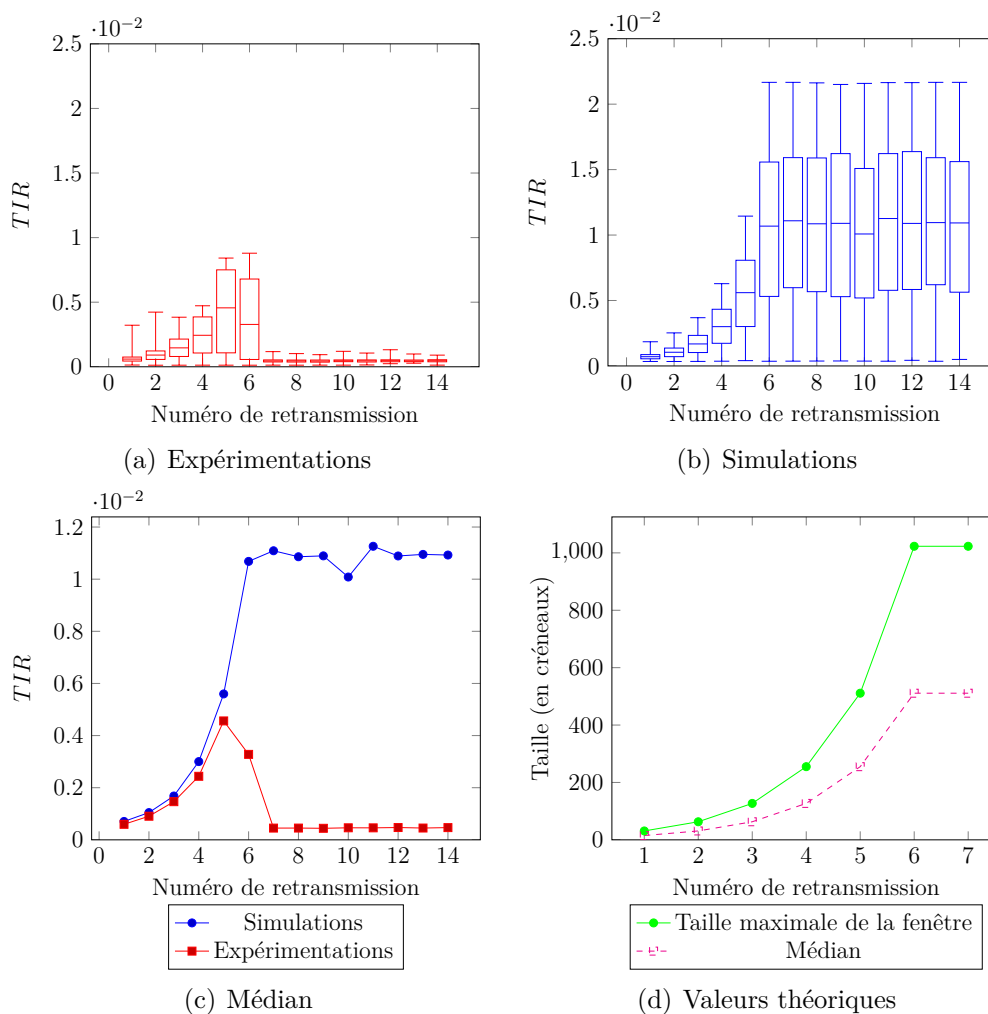 ·10⁻²
2.5
2
1.5
1
0.5
0
TIR
0 2 4 6 8 10 12 14
Numéro de retransmission
(a) Expérimentations
·10⁻²
2.5
2
1.5
1
0.5
0
TIR
0 2 4 6 8 10 12 14
Numéro de retransmission
(b) Simulations
·10⁻²
1.2
1
0.8
0.6
0.4
0.2
0
TIR
0 2 4 6 8 10 12 14
Numéro de retransmission
Simulations
Expérimentations
(c) Médian
1,000
800
600
400
200
0
Taille (en créneaux)
1 2 3 4 5 6 7
Numéro de retransmission
Taille maximale de la fenêtre
Médian
(d) Valeurs théoriques